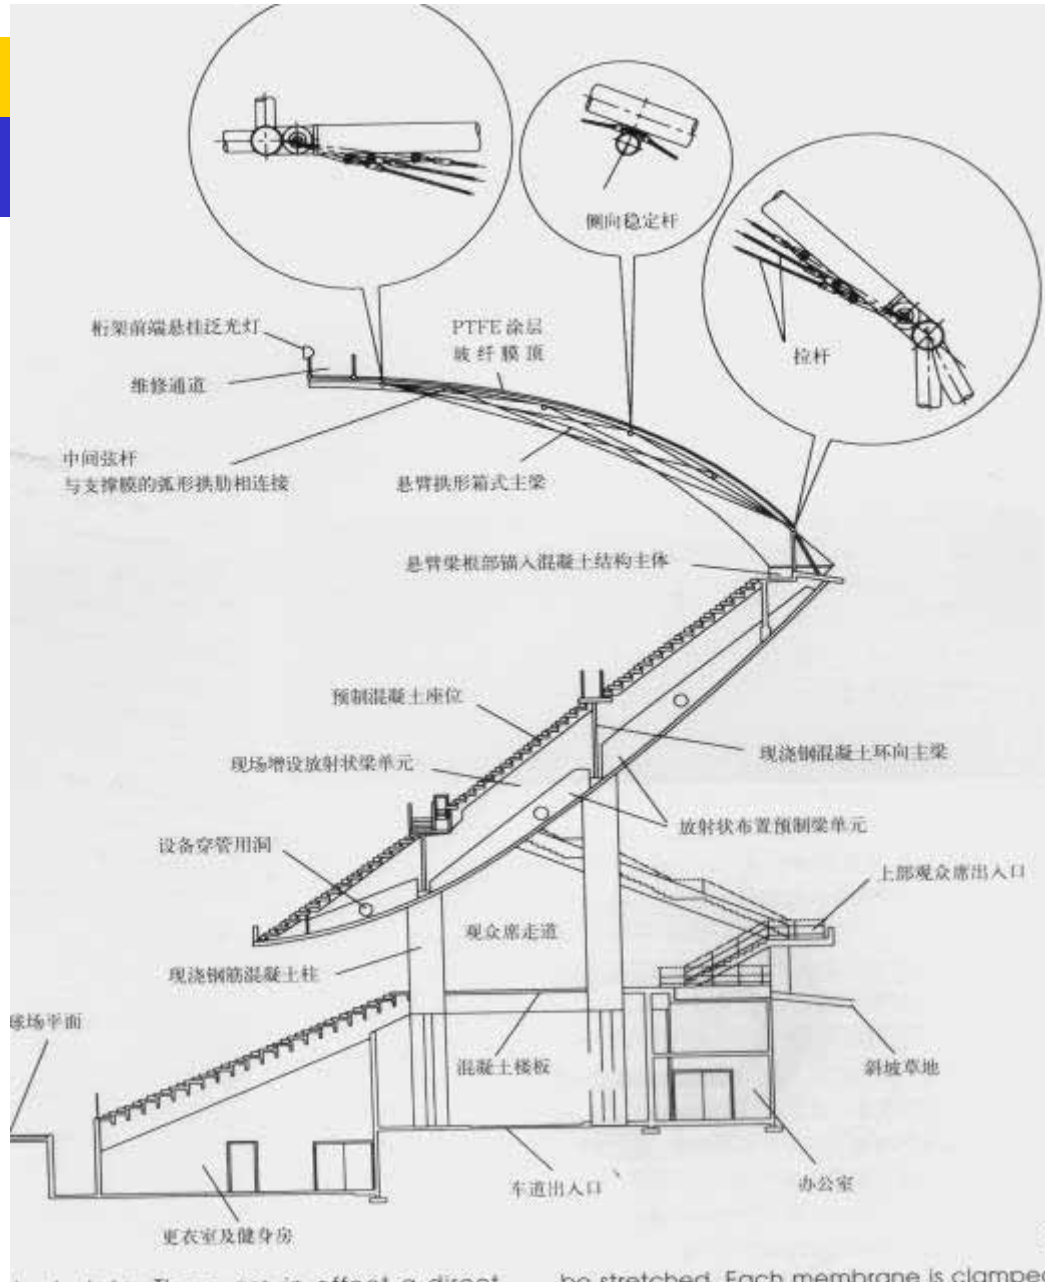 侧向稳定杆
拉杆
桁架前端悬挂泛光灯
PTFE 涂层
玻纤膜顶
维修通道
中间弦杆
与支撑膜的弧形拱肋相连接
悬臂拱形箱式主梁
悬臂梁根部锚入混凝土结构主体
预制混凝土座位
现浇钢混凝土环向主梁
现场增设放射状梁单元
放射状布置预制梁单元
设备穿管用洞
上部观众席出入口
观众席走道
现浇钢筋混凝土柱
球场平面
混凝土楼板
斜坡草地
车道出入口
办公室
更衣室及健身房
in effect a direct
be stretched. Each membrane is clamped